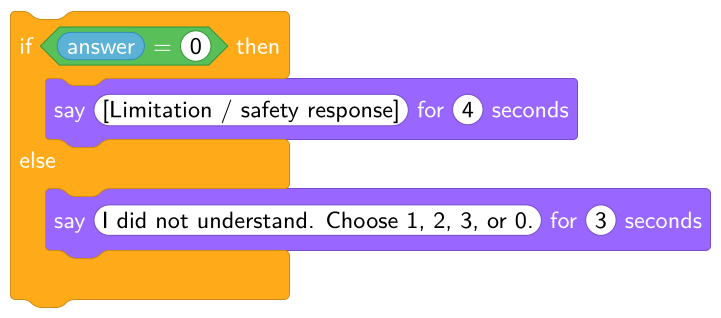 if answer = 0 then
say [Limitation / safety response] for 4 seconds
else
say I did not understand. Choose 1, 2, 3, or 0. for 3 seconds